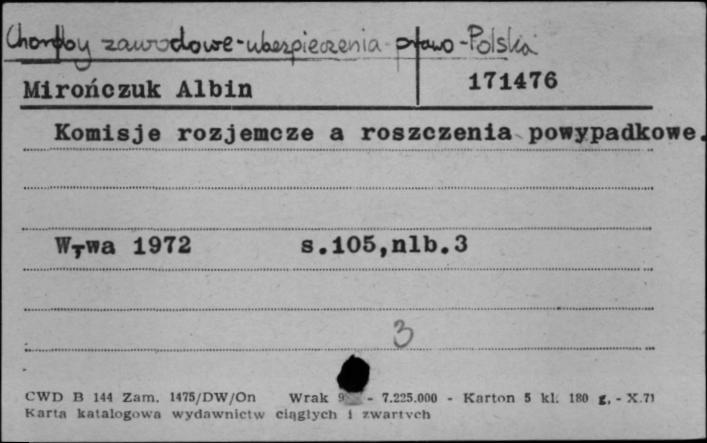 Choroby zawodowe-ubezpieczenia-prawo-Polska
Mirończuk Albin 171476
Komisje rozjemcze a roszczenia powypadkowe.
W-wa 1972 s.105,nlb.3
3
CWD B 144 Zam. 1475/DW/On Wrak - 7.225.000 - Karton 5 kl. 180 g. - X.71
Karta katalogowa wydawnictw ciągłych i zwartych